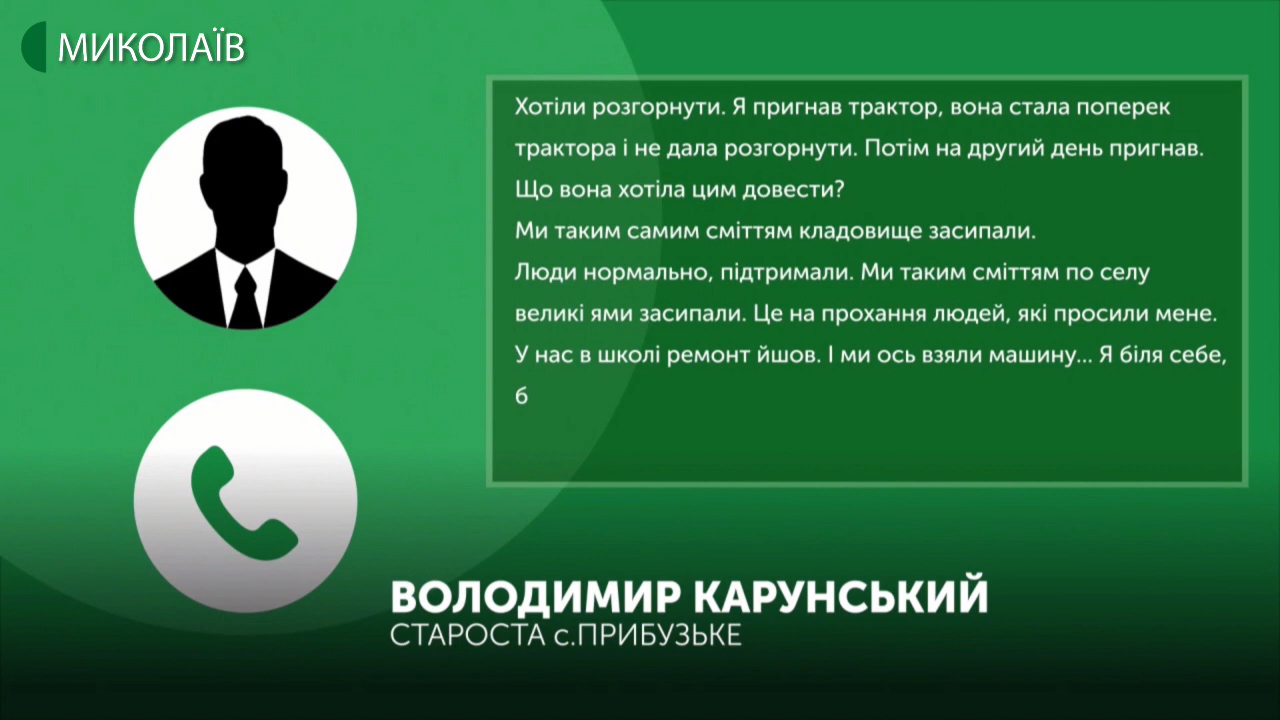 МИКОЛАЇВ
Хотіли розгорнути. Я пригнав трактор, вона стала поперек
трактора і не дала розгорнути. Потім на другий день пригнав.
Що вона хотіла цим довести?
Ми таким самим сміттям кладовище засипали.
Люди нормально, підтримали. Ми таким сміттям по селу
великі ями засипали. Це на прохання людей, які просили мене.
У нас в школі ремонт йшов. І ми ось взяли машину... Я біля себе,
б
ВОЛОДИМИР КАРУНСЬКИЙ
СТАРОСТА с.ПРИБУЗЬКЕ